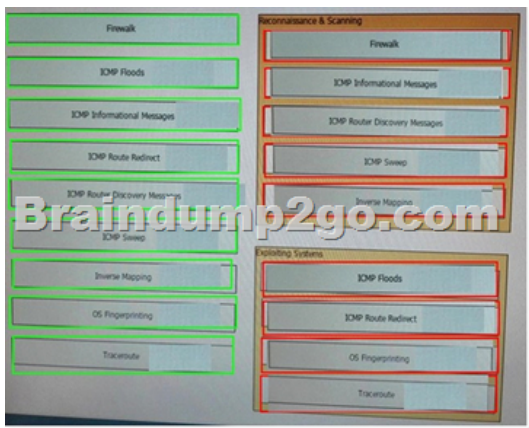 Firewalk
ICMP Floods
ICMP Informational Messages
ICMP Route Redirect
ICMP Router Discovery Messages
ICMP Sweep
Inverse Mapping
OS Fingerprinting
Traceroute
Reconnaissance & Scanning
Firewalk
ICMP Informational Messages
ICMP Router Discovery Messages
ICMP Sweep
Inverse Mapping
Exploiting Systems
ICMP Floods
ICMP Route Redirect
OS Fingerprinting
Traceroute
Braindump2go.com